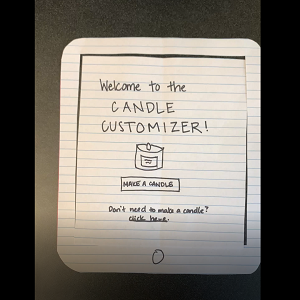 Welcome to the
CANDLE
CUSTOMIZER!
MAKE A CANDLE
Don't need to make a candle?
click here.